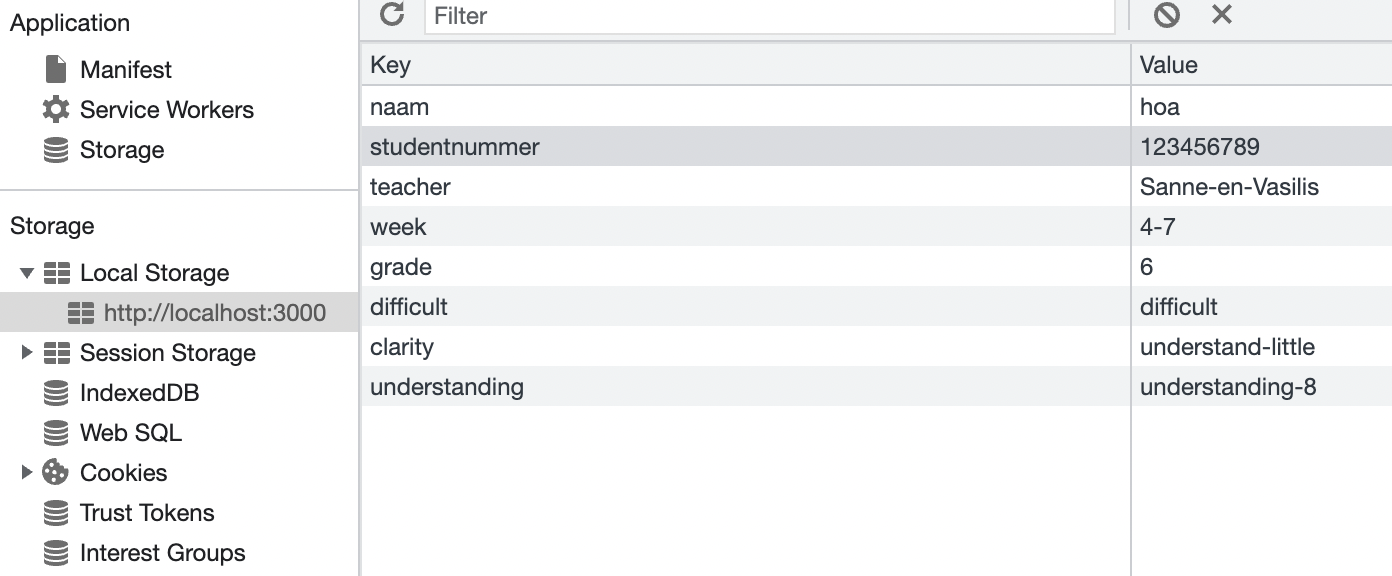 Application
Manifest
Service Workers
Storage
Storage
Local Storage
http://localhost:3000
Session Storage
IndexedDB
Web SQL
Cookies
Trust Tokens
Interest Groups
Filter
Key Value
naam hoa
studentnummer 123456789
teacher Sanne-en-Vasilis
week 4-7
grade 6
difficult difficult
clarity understand-little
understanding understanding-8